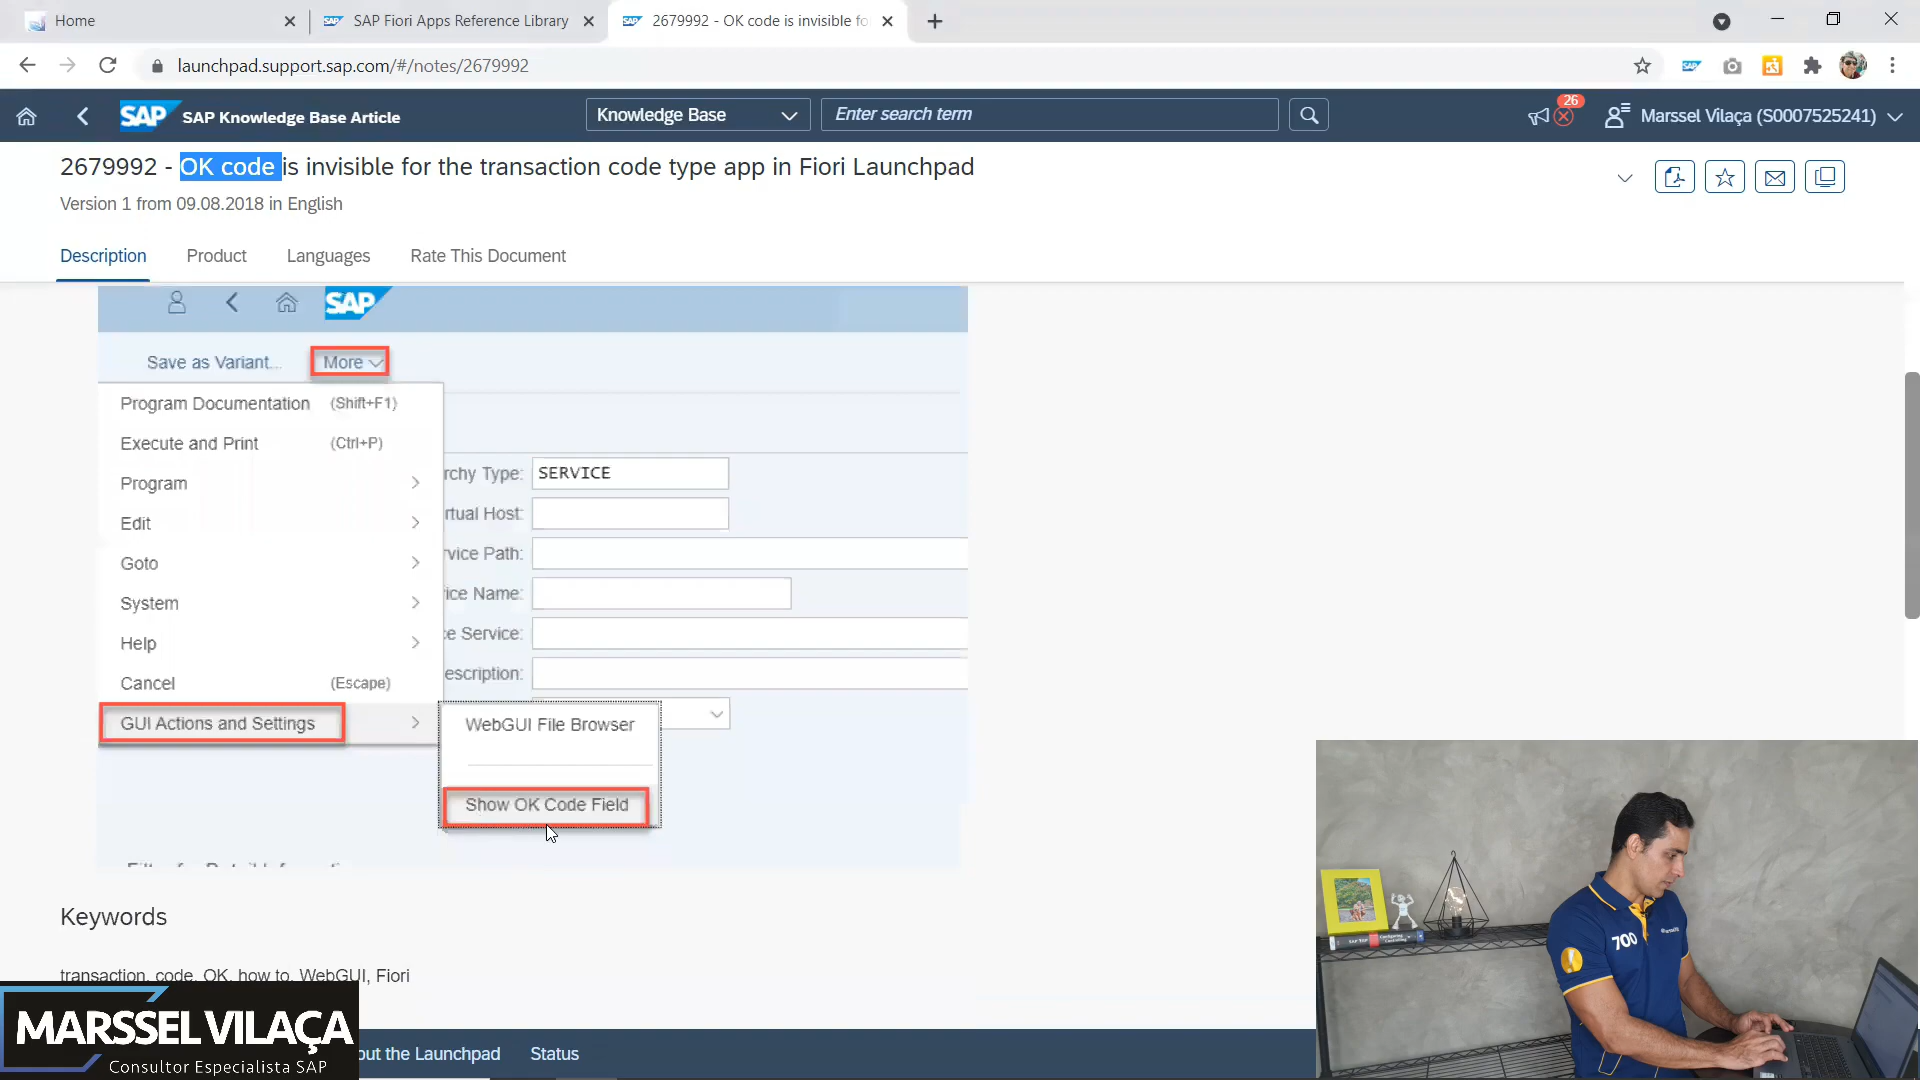 Home
SAP Fiori Apps Reference Library
2679992 - OK code is invisible fo
launchpad.support.sap.com/#/notes/2679992
SAP SAP Knowledge Base Article
Knowledge Base
Enter search term
26
Marssel Vilaça (S0007525241)
2679992 - OK code is invisible for the transaction code type app in Fiori Launchpad
Version 1 from 09.08.2018 in English
Description Product Languages Rate This Document
SAP
Save as Variant... More
Program Documentation (Shift+F1)
Execute and Print (Ctrl+P)
Program
Edit
Goto
System
Help
Cancel (Escape)
GUI Actions and Settings
rchy Type: SERVICE
rtual Host:
rvice Path:
ice Name:
ce Service:
escription:
WebGUI File Browser
Show OK Code Field
Keywords
transaction, code, OK, how to, WebGUI, Fiori
MARSSEL VILAÇA
Consultor Especialista SAP
out the Launchpad Status
700